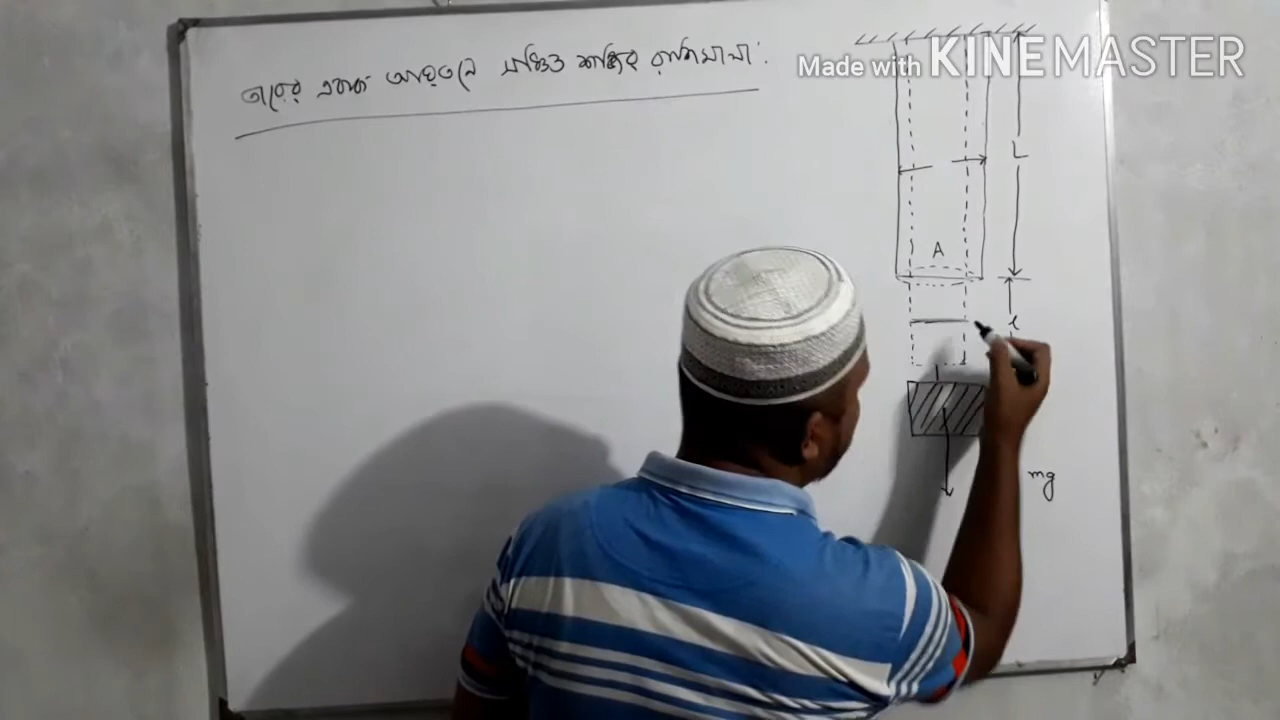 তারের একক আয়তনে সঞ্চিত শক্তির রাশিমালা:
Made with KINEMASTER
L
A
l
mg